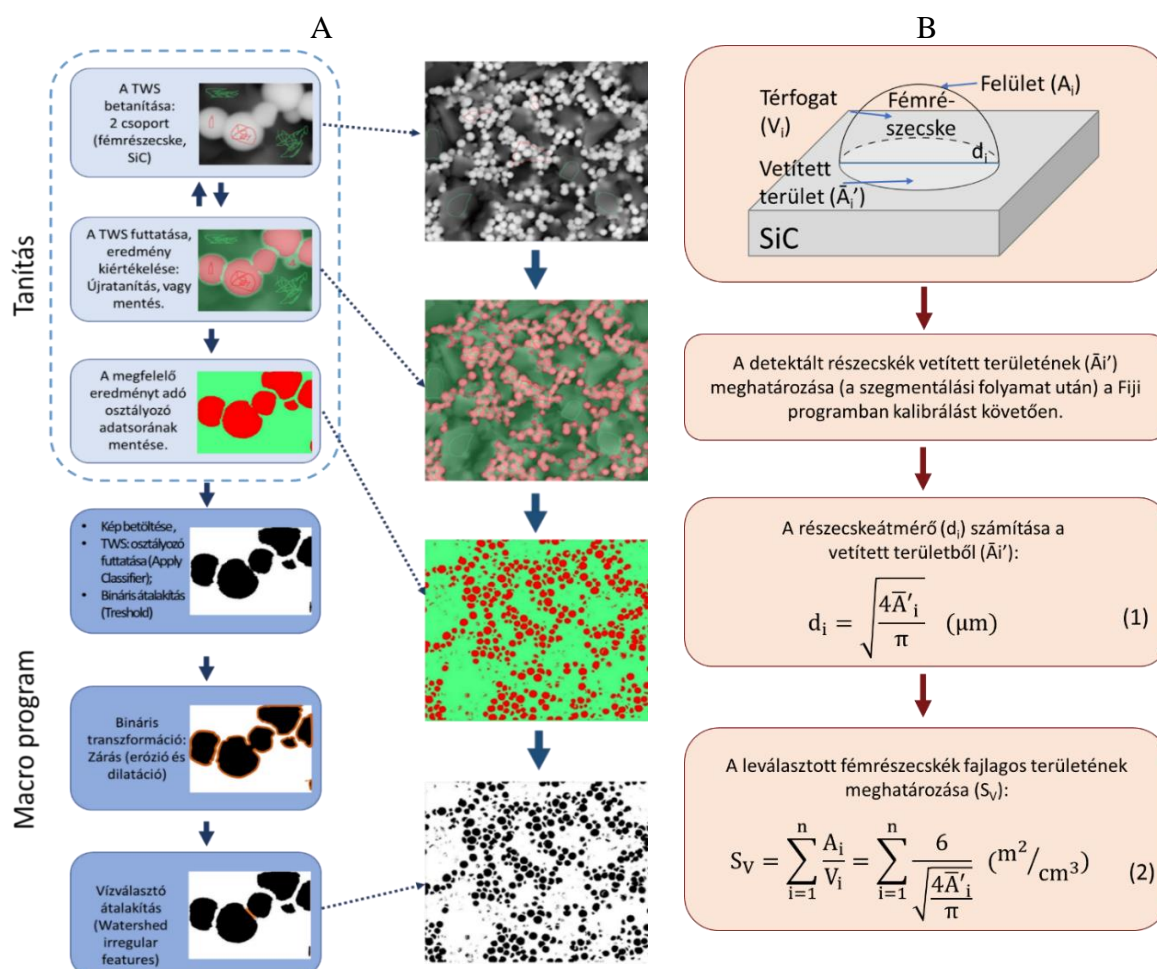 A
B
Tanítás
A TWS
betanítása:
2 csoport
(fémrészecske,
SiC)
A TWS futtatása,
eredmény
kiértékelése:
Újratanítás, vagy
mentés.
A megfelelő
eredményt adó
osztályozó
adatsorának
mentése.
Macro program
• Kép betöltése ,
• TWS: osztályozó
futtatása (Apply
Classifier);
• Bináris átalakítás
(Treshold)
Bináris
transzformáció:
Zárás (erózió és
dilatáció)
Vízválasztó
átalakítás
(Watershed
irregular
features)
Felület (Aᵢ)
Térfogat
(Vᵢ)
Fémré-
szecske
dᵢ
Vetített
terület (Āᵢ’)
SiC
A detektált részecskék vetített területének (Āi’)
meghatározása (a szegmentálási folyamat után) a Fiji
programban kalibrálást követően.
A részecskeátmérő (dᵢ) számítása a
vetített területből (Āi’):
dᵢ = √(4Ā′ᵢ/π) (μm) (1)
A leválasztott fémrészecskék fajlagos területének
meghatározása (Sᵥ):
Sᵥ = ∑ⁿᵢ₌₁ Aᵢ/Vᵢ = ∑ⁿᵢ₌₁ 6/√(4Ā′ᵢ/π) (m²/cm³) (2)